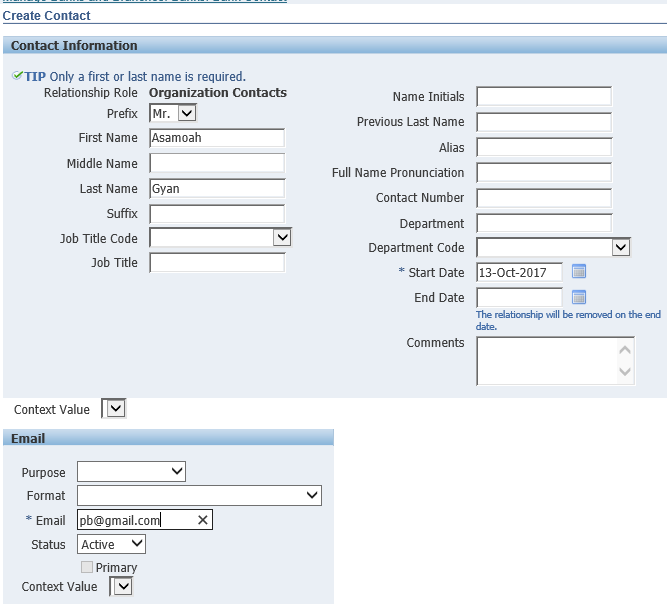 Create Contact
Contact Information
TIP Only a first or last name is required.
Relationship Role Organization Contacts
Prefix Mr.
First Name Asamoah
Middle Name
Last Name Gyan
Suffix
Job Title Code
Job Title
Name Initials
Previous Last Name
Alias
Full Name Pronunciation
Contact Number
Department
Department Code
* Start Date 13-Oct-2017
End Date
The relationship will be removed on the end
date.
Comments
Context Value
Email
Purpose
Format
* Email pb@gmail.com
Status Active
Primary
Context Value